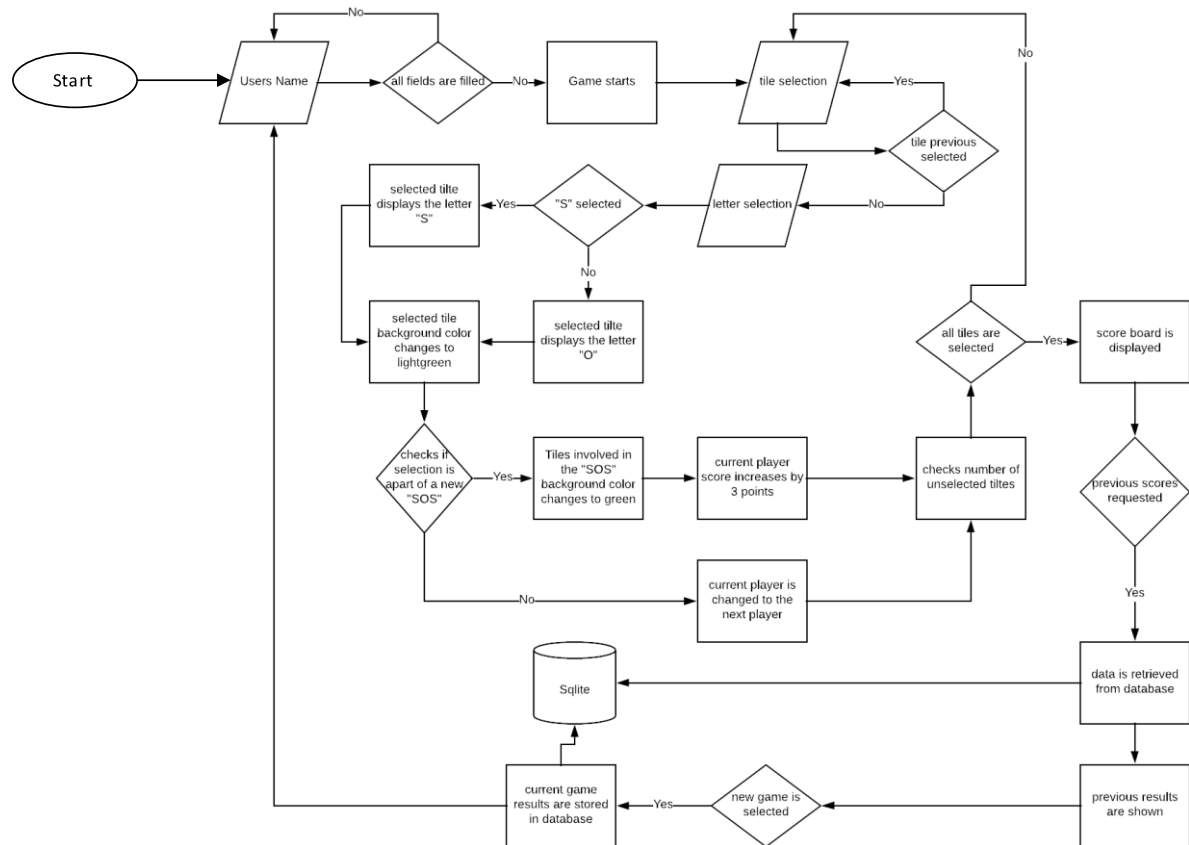 No
No
Start
Users Name
all fields are filled
No
Game starts
tile selection
Yes
tile previous
selected
selected tilte
displays the letter
"S"
Yes
"S" selected
letter selection
No
No
selected tile
background color
changes to
lightgreen
selected tilte
displays the letter
"O"
all tiles are
selected
Yes
score board is
displayed
checks if
selection is
apart of a new
"SOS"
Yes
Tiles involved in
the "SOS"
background color
changes to green
current player
score increases by
3 points
checks number of
unselected tiltes
previous scores
requested
No
current player is
changed to the
next player
Yes
Sqlite
data is retrieved
from database
current game
results are stored
in database
Yes
new game is
selected
previous results
are shown